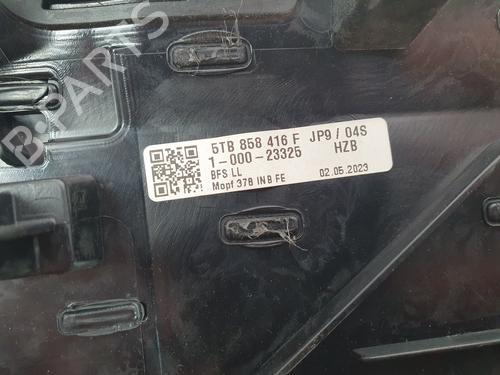 B-PARTS
5TB 858 416 F JP9 / 04S
1-000-23325 HZB
BFS LL
Mopf 378 INB FE 02.05.2023